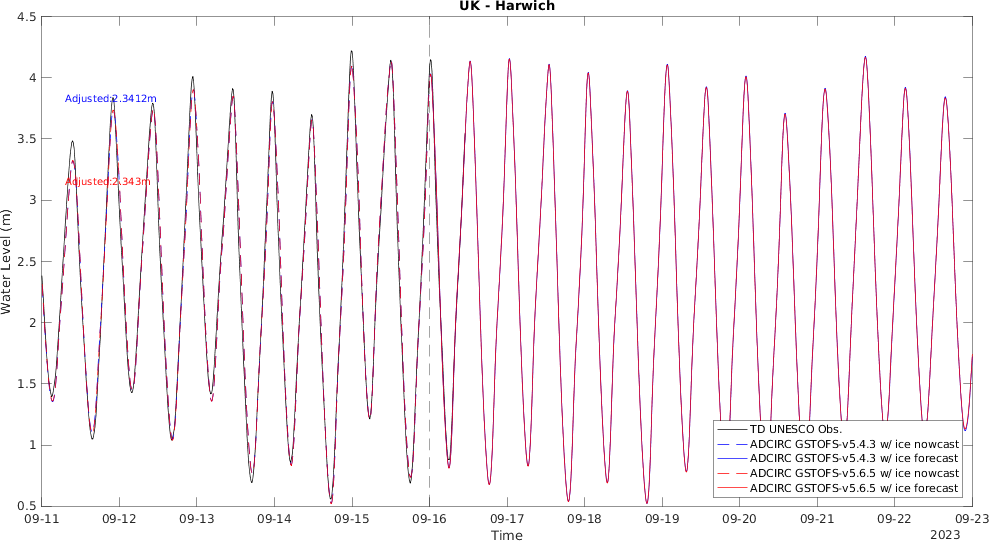 UK - Harwich
4.5
4
3.5
3
2.5
2
1.5
1
0.5
Water Level (m)
Adjusted:2.3412m
Adjusted:2.343m
TD UNESCO Obs.
ADCIRC GSTOFS-v5.4.3 w/ ice nowcast
ADCIRC GSTOFS-v5.4.3 w/ ice forecast
ADCIRC GSTOFS-v5.6.5 w/ ice nowcast
ADCIRC GSTOFS-v5.6.5 w/ ice forecast
09-11 09-12 09-13 09-14 09-15 09-16 09-17 09-18 09-19 09-20 09-21 09-22 09-23
Time
2023